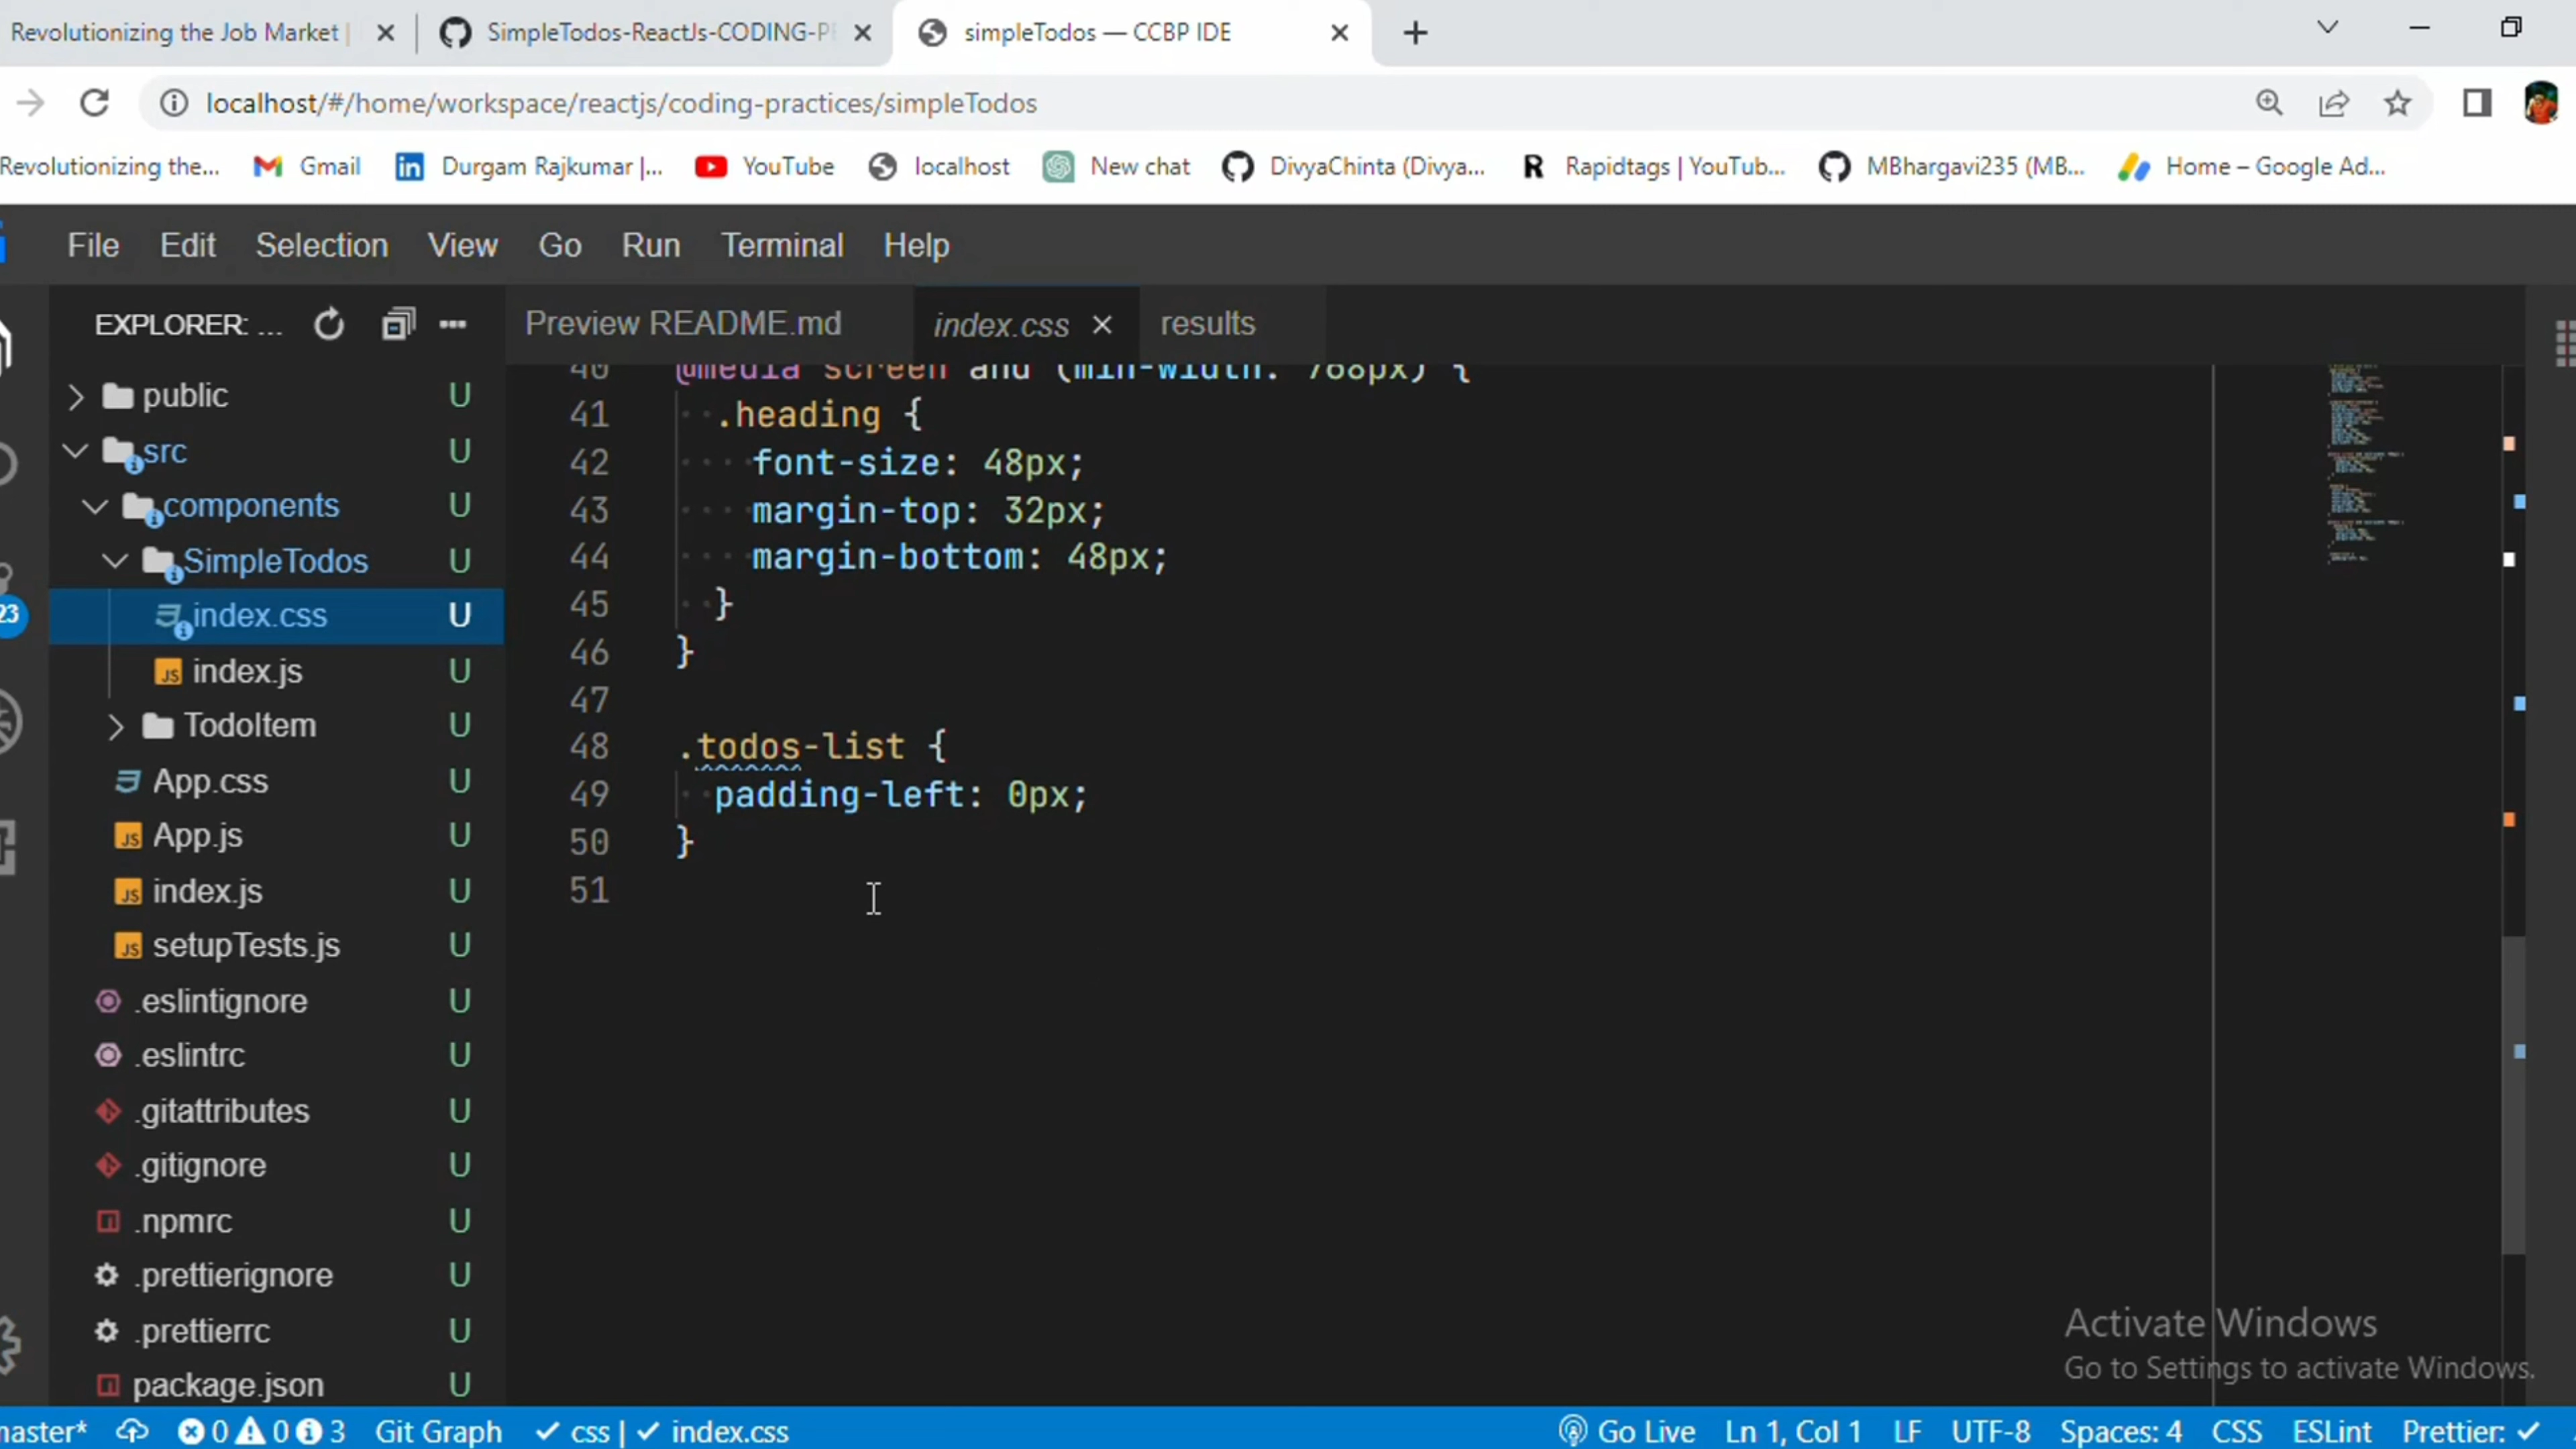 Revolutionizing the Job Market |
SimpleTodos-ReactJs-CODING-PR
simpleTodos — CCBP IDE
localhost/#/home/workspace/reactjs/coding-practices/simpleTodos
Revolutionizing the...
Gmail
Durgam Rajkumar |...
YouTube
localhost
New chat
DivyaChinta (Divya...
Rapidtags | YouTub...
MBhargavi235 (MB...
Home – Google Ad...
File Edit Selection View Go Run Terminal Help
EXPLORER: ...
Preview README.md
index.css
results
public U
src U
components U
SimpleTodos U
index.css U
index.js U
TodoItem U
App.css U
App.js U
index.js U
setupTests.js U
.eslintignore U
.eslintrc U
.gitattributes U
.gitignore U
.npmrc U
.prettierignore U
.prettierrc U
package.json U
23
40 @media screen and (min-width: 768px) {
41 .heading {
42 font-size: 48px;
43 margin-top: 32px;
44 margin-bottom: 48px;
45 }
46 }
47
48 .todos-list {
49 padding-left: 0px;
50 }
51
Activate Windows
Go to Settings to activate Windows.
master* 0 0 3 Git Graph ✓ css | ✓ index.css Go Live Ln 1, Col 1 LF UTF-8 Spaces: 4 CSS ESLint Prettier: ✓